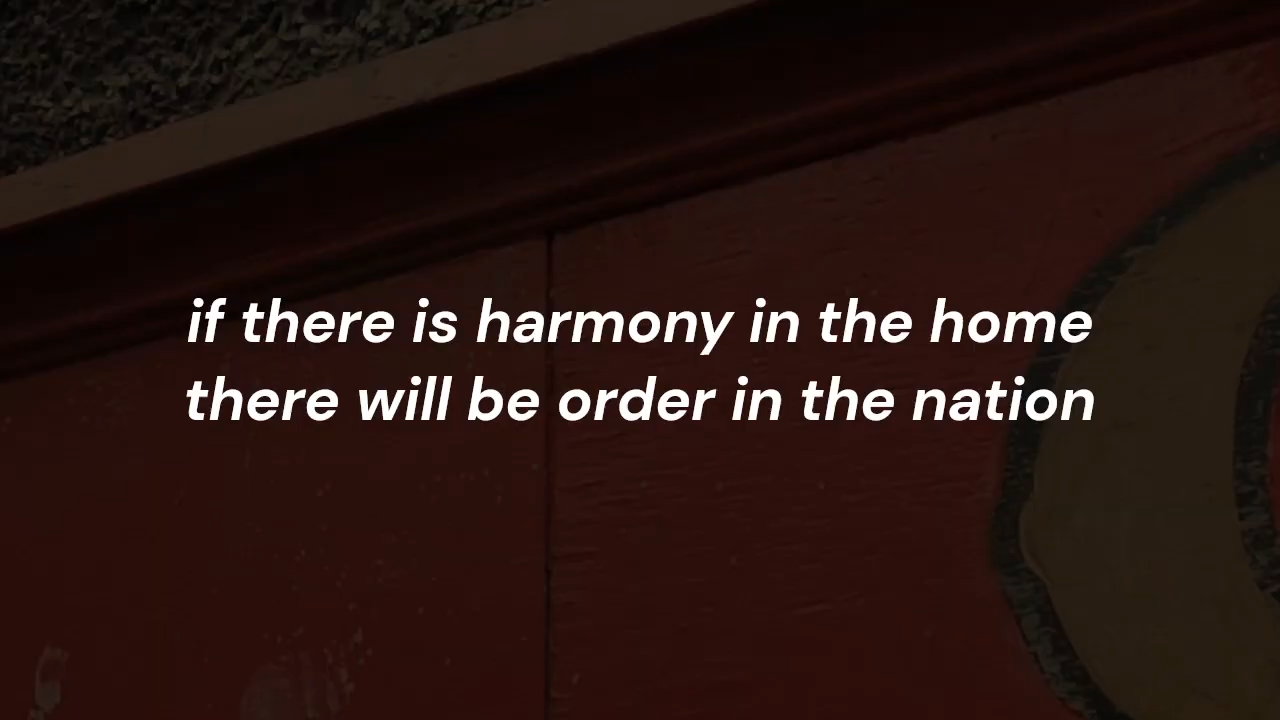 if there is harmony in the home
there will be order in the nation